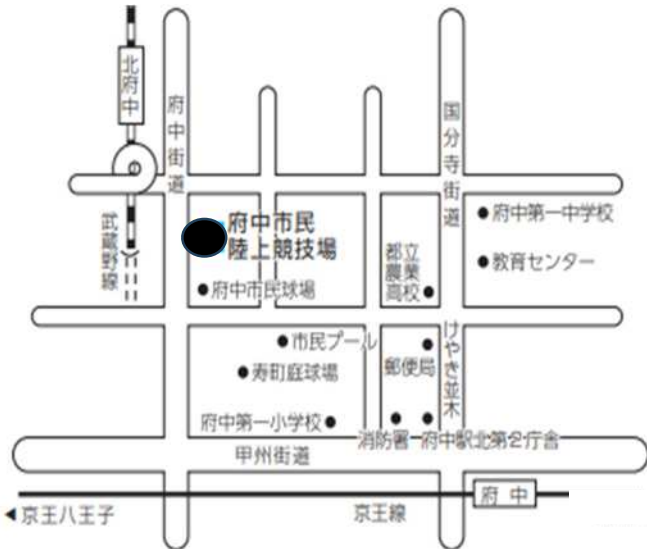 北府中
府中街道
国分寺街道
武蔵野線
府中市民
陸上競技場
府中第一中学校
教育センター
都立
農業
高校
府中市民球場
市民プール
寿町庭球場
郵便局
けやき並木
府中第一小学校
消防署
府中駅北第2庁舎
甲州街道
府中
◀京王八王子
京王線